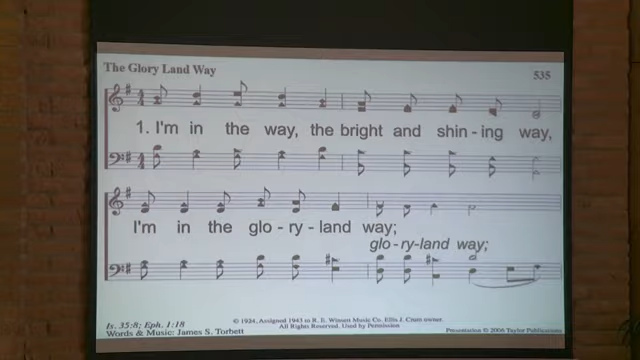 The Glory Land Way
535
1. I'm in the way, the bright and shin - ing way,
I'm in the glo - ry - land way;
glo - ry-land way;
Is. 35:8; Eph. 1:18
Words & Music: James S. Torbett
© 1924, Assigned 1943 to R. E. Winsett Music Co. Ellis J. Crum owner.
All Rights Reserved. Used by Permission
Presentation © 2006 Taylor Publications